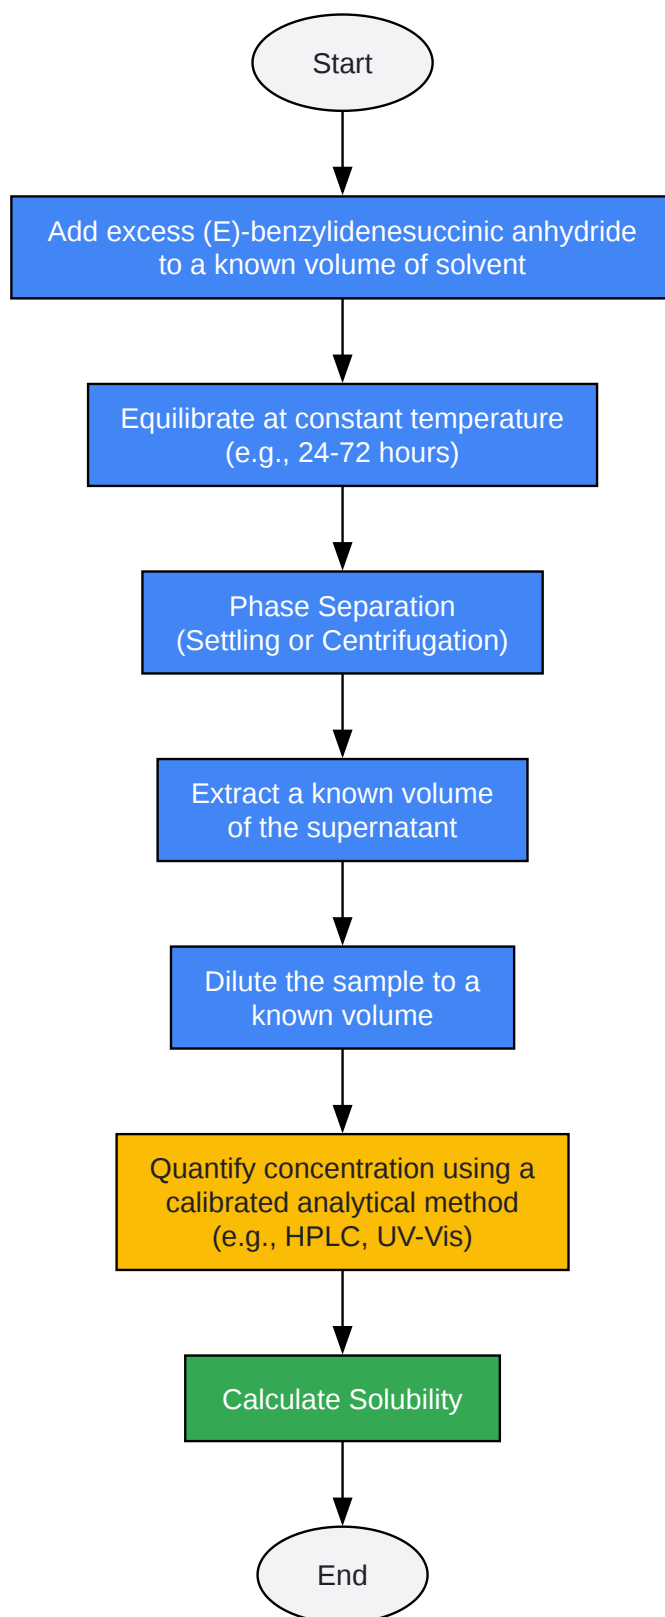 Start
Add excess (E)-benzylidenesuccinic anhydride
to a known volume of solvent
Equilibrate at constant temperature
(e.g., 24-72 hours)
Phase Separation
(Settling or Centrifugation)
Extract a known volume
of the supernatant
Dilute the sample to a
known volume
Quantify concentration using a
calibrated analytical method
(e.g., HPLC, UV-Vis)
Calculate Solubility
End